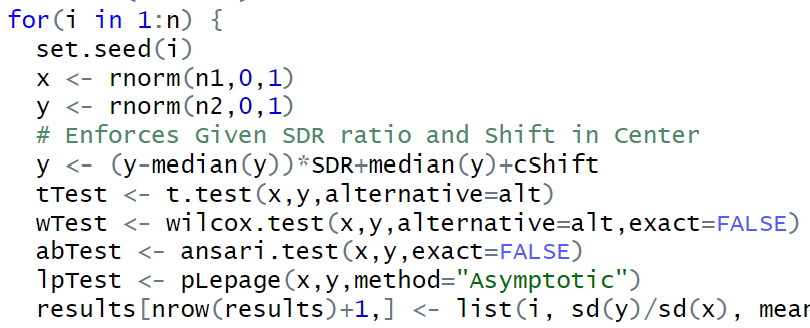 for(i in 1:n) {
  set.seed(i)
  x <- rnorm(n1,0,1)
  y <- rnorm(n2,0,1)
  # Enforces Given SDR ratio and Shift in Center
  y <- (y-median(y))*SDR+median(y)+cShift
  tTest <- t.test(x,y,alternative=alt)
  wTest <- wilcox.test(x,y,alternative=alt,exact=FALSE)
  abTest <- ansari.test(x,y,exact=FALSE)
  lpTest <- pLepage(x,y,method="Asymptotic")
  results[nrow(results)+1,] <- list(i, sd(y)/sd(x), mean